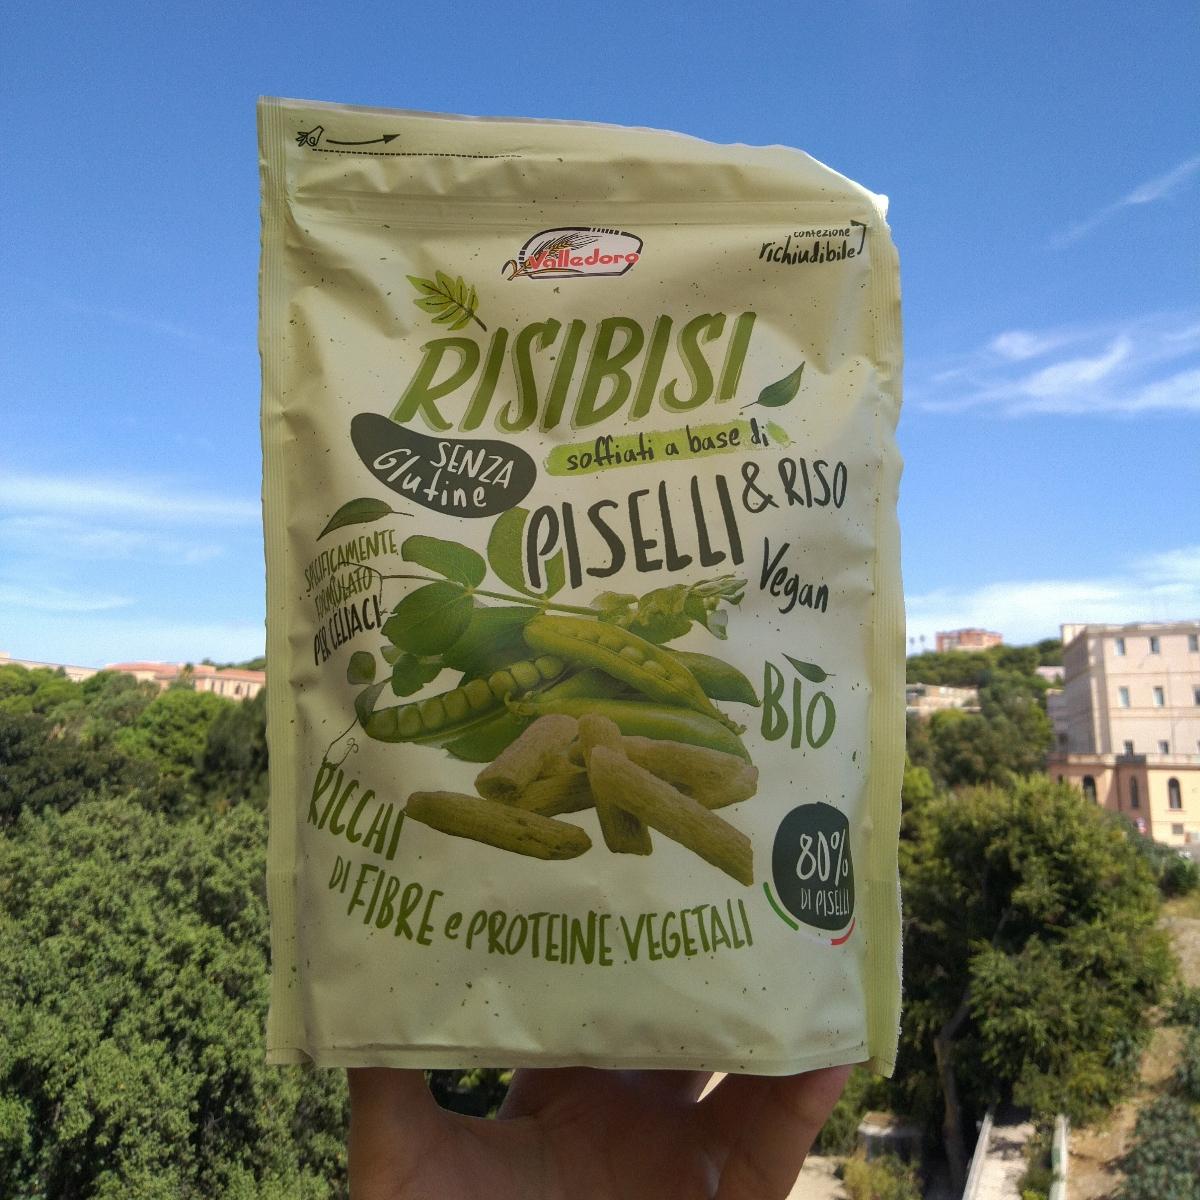 Valledoro
confezione
richiudibile
RISIBISI
SENZA
Glutine
soffiati a base di
PISELLI & RISO
SPECIFICAMENTE
FORMULATO
PER CELIACI
Vegan
BIO
RICCHI
DI FIBRE e PROTEINE VEGETALI
80%
DI PISELLI